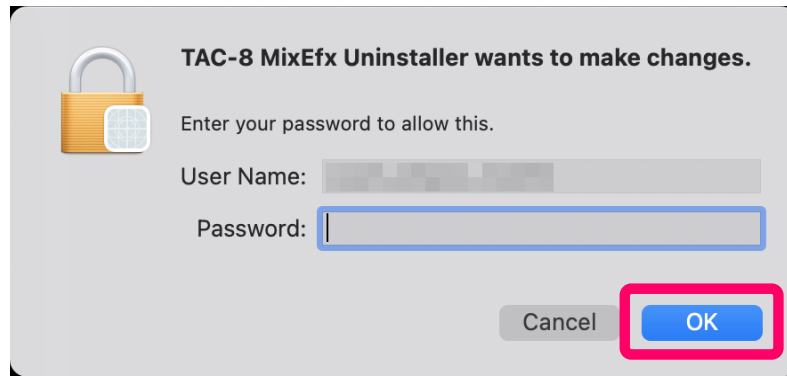 TAC-8 MixEfx Uninstaller wants to make changes.
Enter your password to allow this.
User Name:
Password:
Cancel
OK